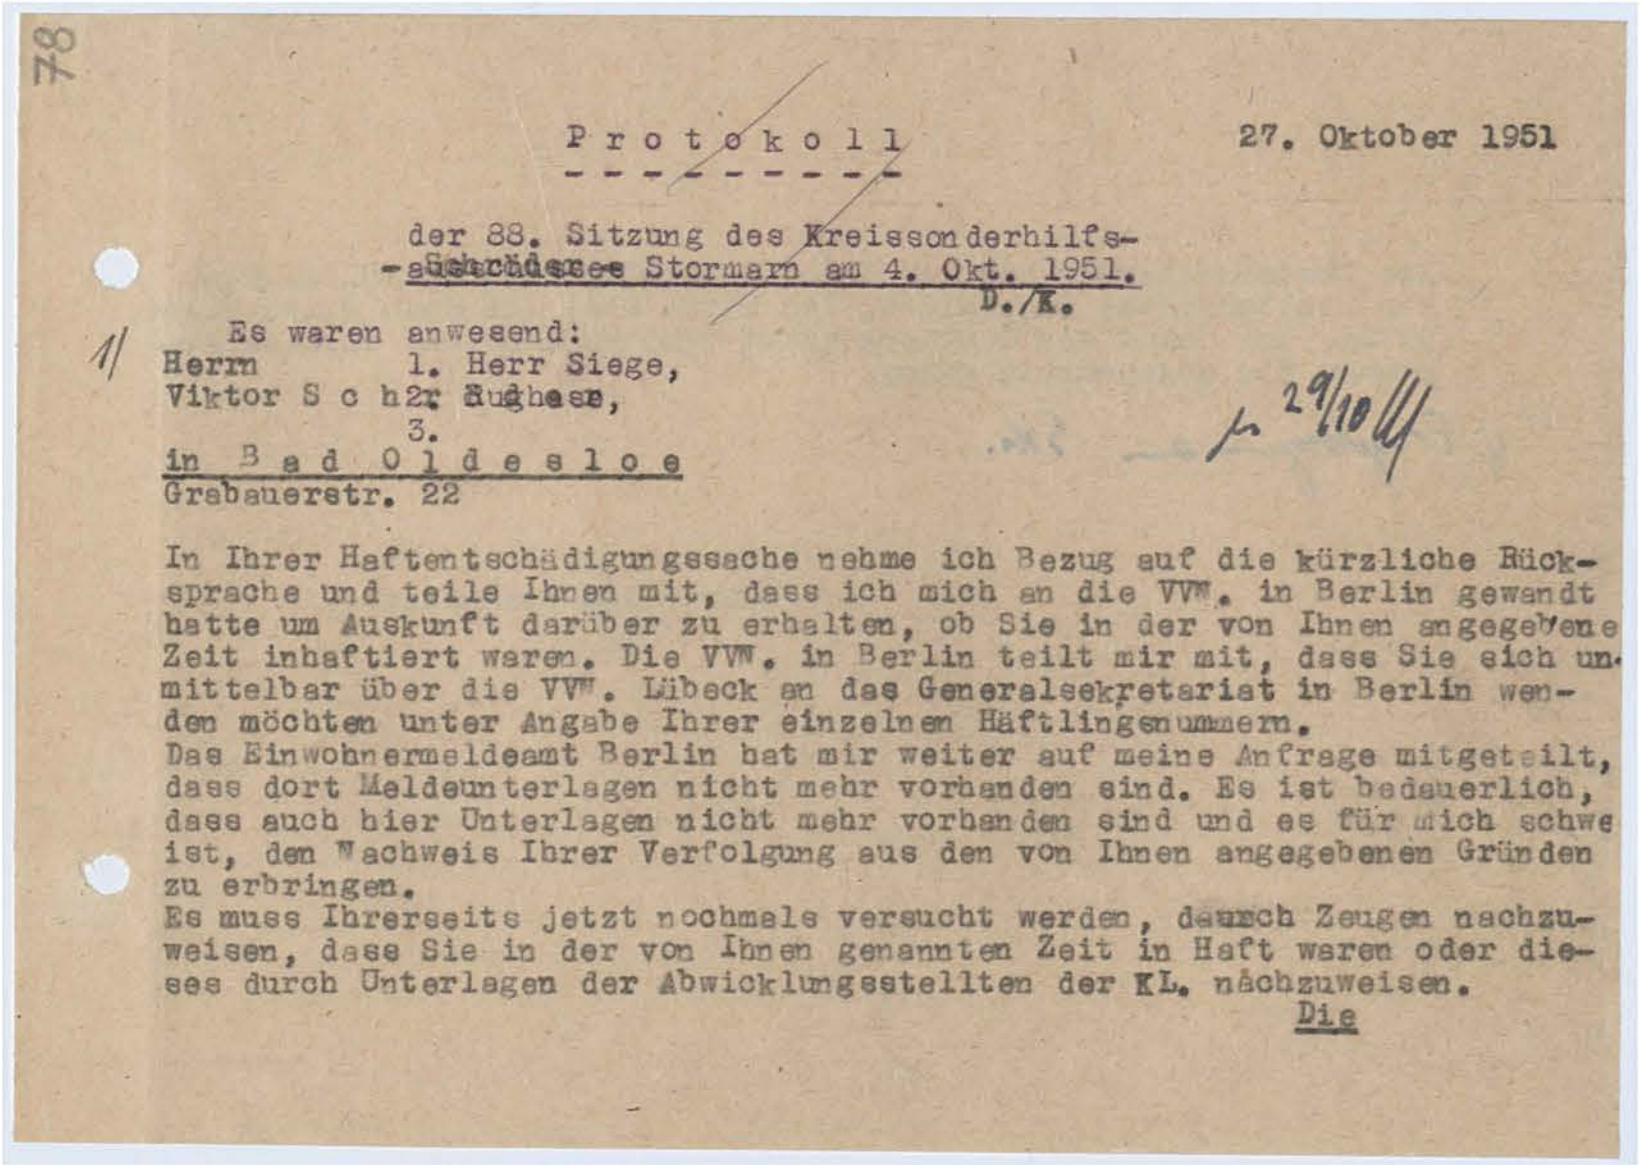 78
Protokoll
27. Oktober 1951
---------
der 88. Sitzung des Kreissonderhilfs-
ausschusses Stormarn am 4. Okt. 1951.
- Schröder -
D./K.
Es waren anwesend:
1/
Herrn
1. Herr Siege,
Viktor S c h r
2.
3.
29/10
in B a d O l d e s l o e
Grabauerstr. 22
In Ihrer Haftentschädigungssache nehme ich Bezug auf die kürzliche Rück-
sprache und teile Ihnen mit, dass ich mich an die VVN. in Berlin gewandt
hatte um Auskunft darüber zu erhalten, ob Sie in der von Ihnen angegebene
Zeit inhaftiert waren. Die VVN. in Berlin teilt mir mit, dass Sie sich un-
mittelbar über die VVN. Lübeck an das Generalsekretariat in Berlin wen-
den möchten unter Angabe Ihrer einzelnen Häftlingsnummern.
Das Einwohnermeldeamt Berlin hat mir weiter auf meine Anfrage mitgeteilt,
dass dort Meldeunterlagen nicht mehr vorhanden sind. Es ist bedauerlich,
dass auch hier Unterlagen nicht mehr vorhanden sind und es für mich schwe
ist, den Nachweis Ihrer Verfolgung aus den von Ihnen angegebenen Gründen
zu erbringen.
Es muss Ihrerseits jetzt nochmals versucht werden, durch Zeugen nachzu-
weisen, dass Sie in der von Ihnen genannten Zeit in Haft waren oder die-
ses durch Unterlagen der Abwicklungsstellten der KL. nachzuweisen.
Die